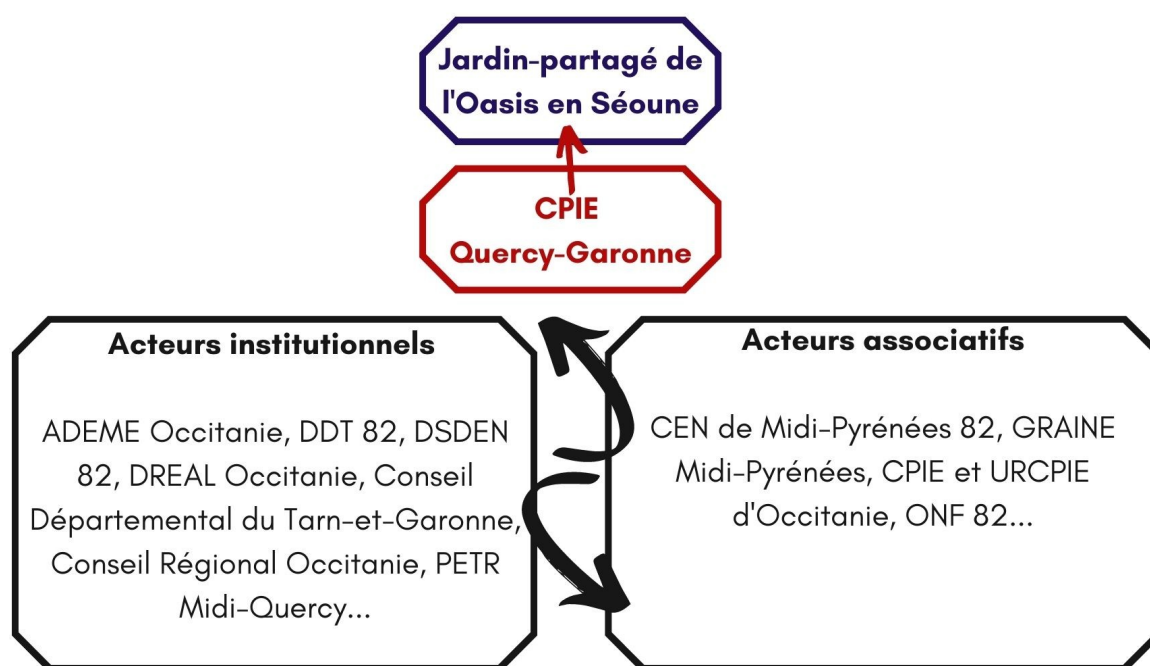 Jardin-partagé de
l'Oasis en Séoune
CPIE
Quercy-Garonne
Acteurs institutionnels
ADEME Occitanie, DDT 82, DSDEN
82, DREAL Occitanie, Conseil
Départemental du Tarn-et-Garonne,
Conseil Régional Occitanie, PETR
Midi-Quercy...
Acteurs associatifs
CEN de Midi-Pyrénées 82, GRAINE
Midi-Pyrénées, CPIE et URCPIE
d'Occitanie, ONF 82...